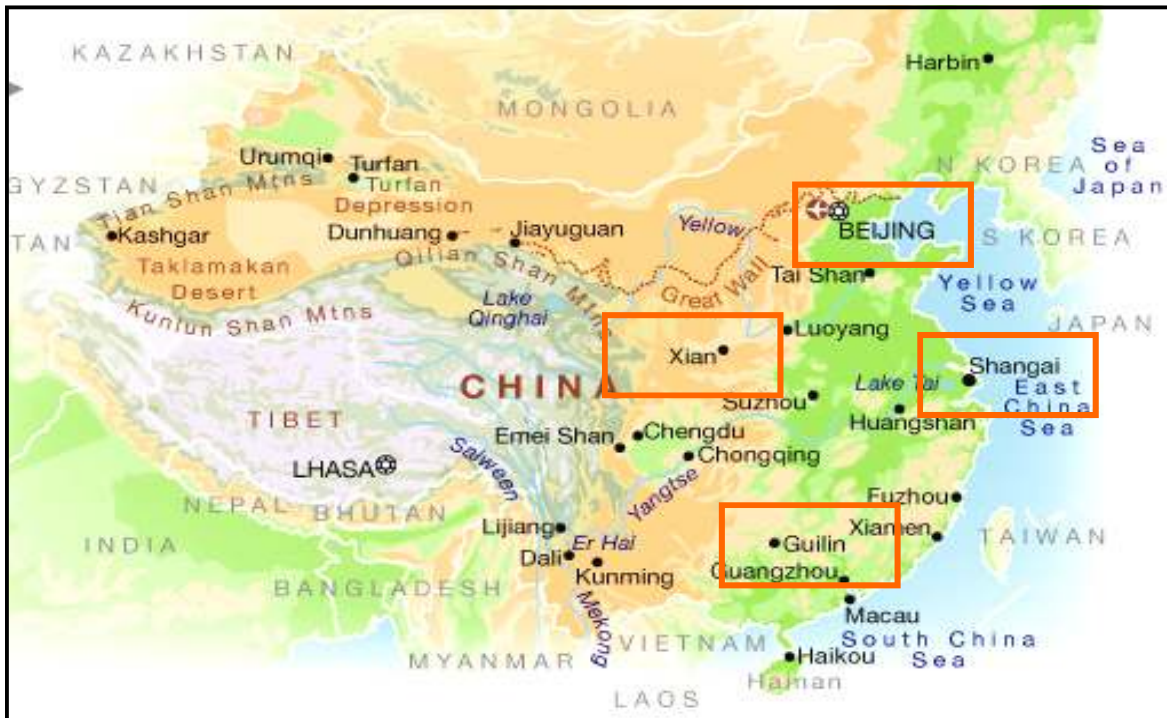 KAZAKHSTAN
Harbin
MONGOLIA
Sea
of
Japan
N KOREA
Urumqi
Turfan
Turfan
Depression
GYZSTAN
Tian Shan Mtns
TAN
Kashgar
Dunhuang
Jiayuguan
Yellow
BEIJING
S KOREA
Taklamakan
Desert
Qilian Shan Mtns
Great Wall
Tai Shan
Yellow
Sea
Kunlun Shan Mtns
Lake
Qinghai
JAPAN
Luoyang
Xian
Shangai
CHINA
Lake Tai
East
China
Sea
Suzhou
Huangshan
TIBET
Emei Shan
Chengdu
Chongqing
LHASA
Salween
Yangtse
Fuzhou
NEPAL
BHUTAN
Lijiang
Xiamen
TAIWAN
INDIA
Er Hai
Guilin
Dali
Kunming
Guangzhou
BANGLADESH
Mekong
Macau
VIETNAM
South China
Sea
MYANMAR
Haikou
Hainan
LAOS